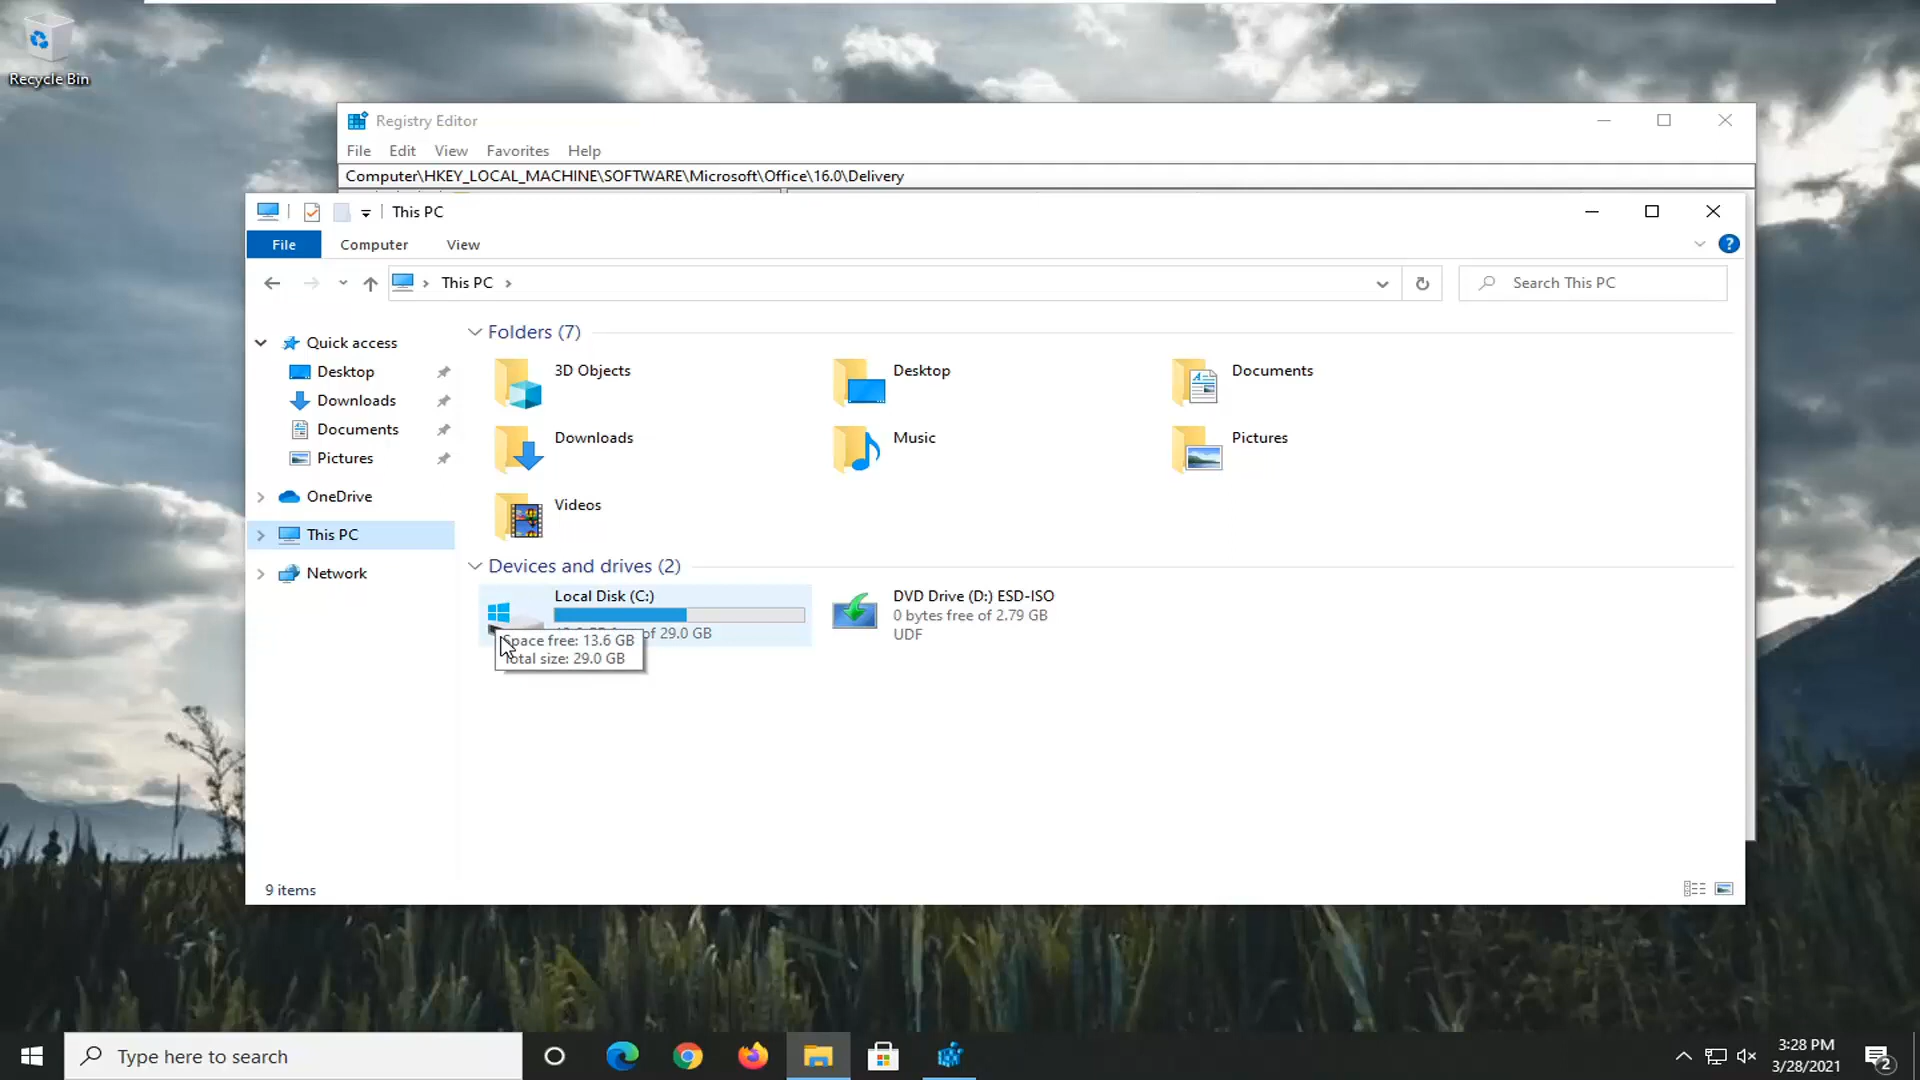 Recycle Bin
Registry Editor
File Edit View Favorites Help
Computer\HKEY_LOCAL_MACHINE\SOFTWARE\Microsoft\Office\16.0\Delivery
This PC
File Computer View
This PC
Search This PC
Quick access
Desktop
Downloads
Documents
Pictures
OneDrive
This PC
Network
Folders (7)
3D Objects
Desktop
Documents
Downloads
Music
Pictures
Videos
Devices and drives (2)
Local Disk (C:)
of 29.0 GB
Space free: 13.6 GB
Total size: 29.0 GB
DVD Drive (D:) ESD-ISO
0 bytes free of 2.79 GB
UDF
9 items
Type here to search
3:28 PM
3/28/2021
2